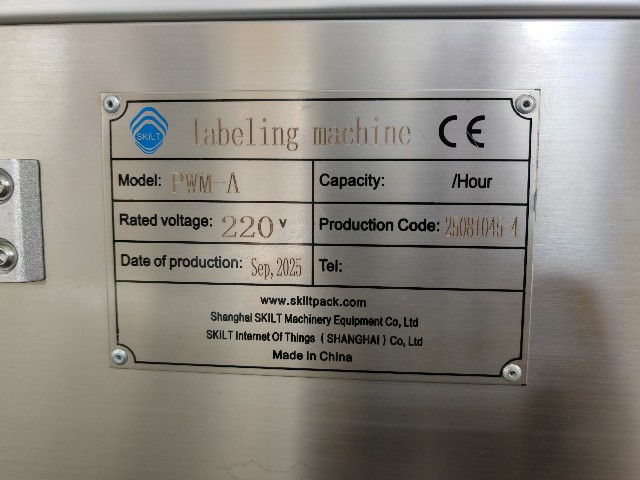 SKILT labeling machine CE
Model: PWM-A Capacity: /Hour
Rated voltage: 220 v Production Code: 25081045-4
Date of production: Sep, 2025 Tel:
www.skiltpack.com
Shanghai SKILT Machinery Equipment Co, Ltd
SKILT Internet Of Things ( SHANGHAI ) Co, Ltd
Made in China